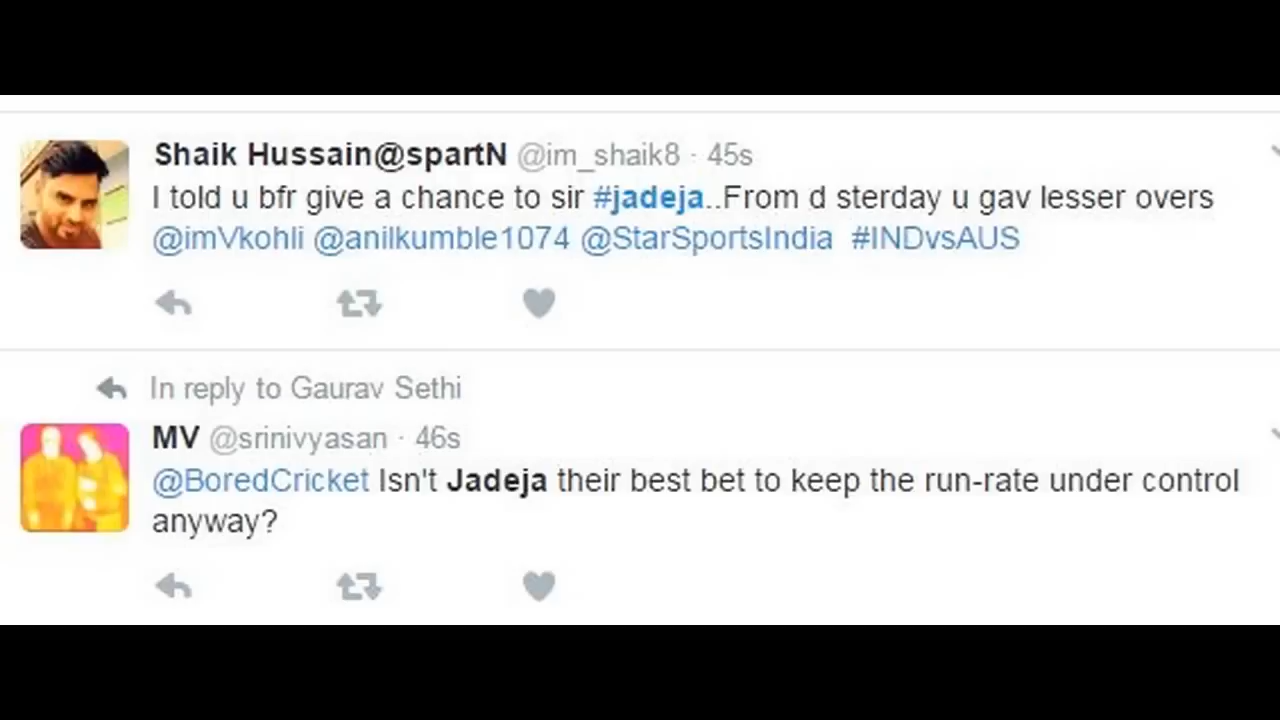 Shaik Hussain@spartN @im_shaik8 · 45s
I told u bfr give a chance to sir #jadeja..From d sterday u gav lesser overs
@imVkohli @anilkumble1074 @StarSportsIndia #INDvsAUS
In reply to Gaurav Sethi
MV @srinivyasan · 46s
@BoredCricket Isn't Jadeja their best bet to keep the run-rate under control
anyway?